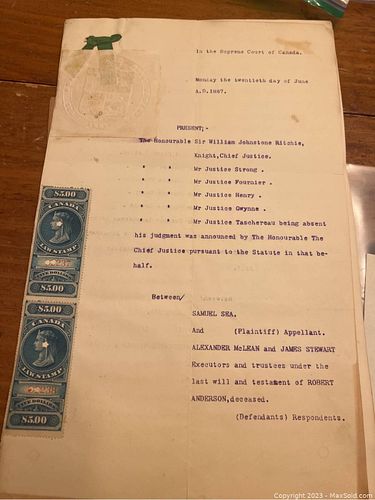 In the Supreme Court of Canada.
Monday the twentieth day of June
A.D.1887.
PRESENT;-
The Honourable Sir William Johnstone Ritchie,
Knight,Chief Justice.
" " Mr Justice Strong .
" " Mr Justice Fournier .
" " Mr Justice Henry .
" " Mr Justice Gwynne .
" " Mr Justice Taschereau being absent
his judgment was announced by The Honourable The
Chief Justice pursuant to the Statute in that be-
half.
Between/
SAMUEL SEA.
And (Plaintiff) Appellant.
ALEXANDER McLEAN and JAMES STEWART
Executors and trustees under the
last will and testament of ROBERT
ANDERSON,deceased.
(Defendants) Respondents.
$5.00
CANADA
LAW STAMP
FIVE DOLLARS
$5.00
$5.00
CANADA
LAW STAMP
FIVE DOLLARS
$5.00
Copyright © 2023 - MaxSold.com